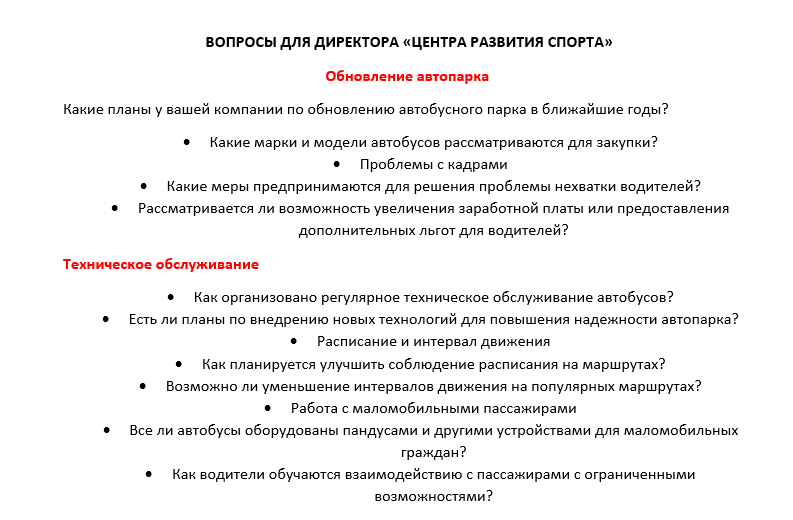 ВОПРОСЫ ДЛЯ ДИРЕКТОРА «ЦЕНТРА РАЗВИТИЯ СПОРТА»
Обновление автопарка
Какие планы у вашей компании по обновлению автобусного парка в ближайшие годы?
• Какие марки и модели автобусов рассматриваются для закупки?
• Проблемы с кадрами
• Какие меры предпринимаются для решения проблемы нехватки водителей?
• Рассматривается ли возможность увеличения заработной платы или предоставления
дополнительных льгот для водителей?
Техническое обслуживание
• Как организовано регулярное техническое обслуживание автобусов?
• Есть ли планы по внедрению новых технологий для повышения надежности автопарка?
• Расписание и интервал движения
• Как планируется улучшить соблюдение расписания на маршрутах?
• Возможно ли уменьшение интервалов движения на популярных маршрутах?
• Работа с маломобильными пассажирами
• Все ли автобусы оборудованы пандусами и другими устройствами для маломобильных
граждан?
• Как водители обучаются взаимодействию с пассажирами с ограниченными
возможностями?